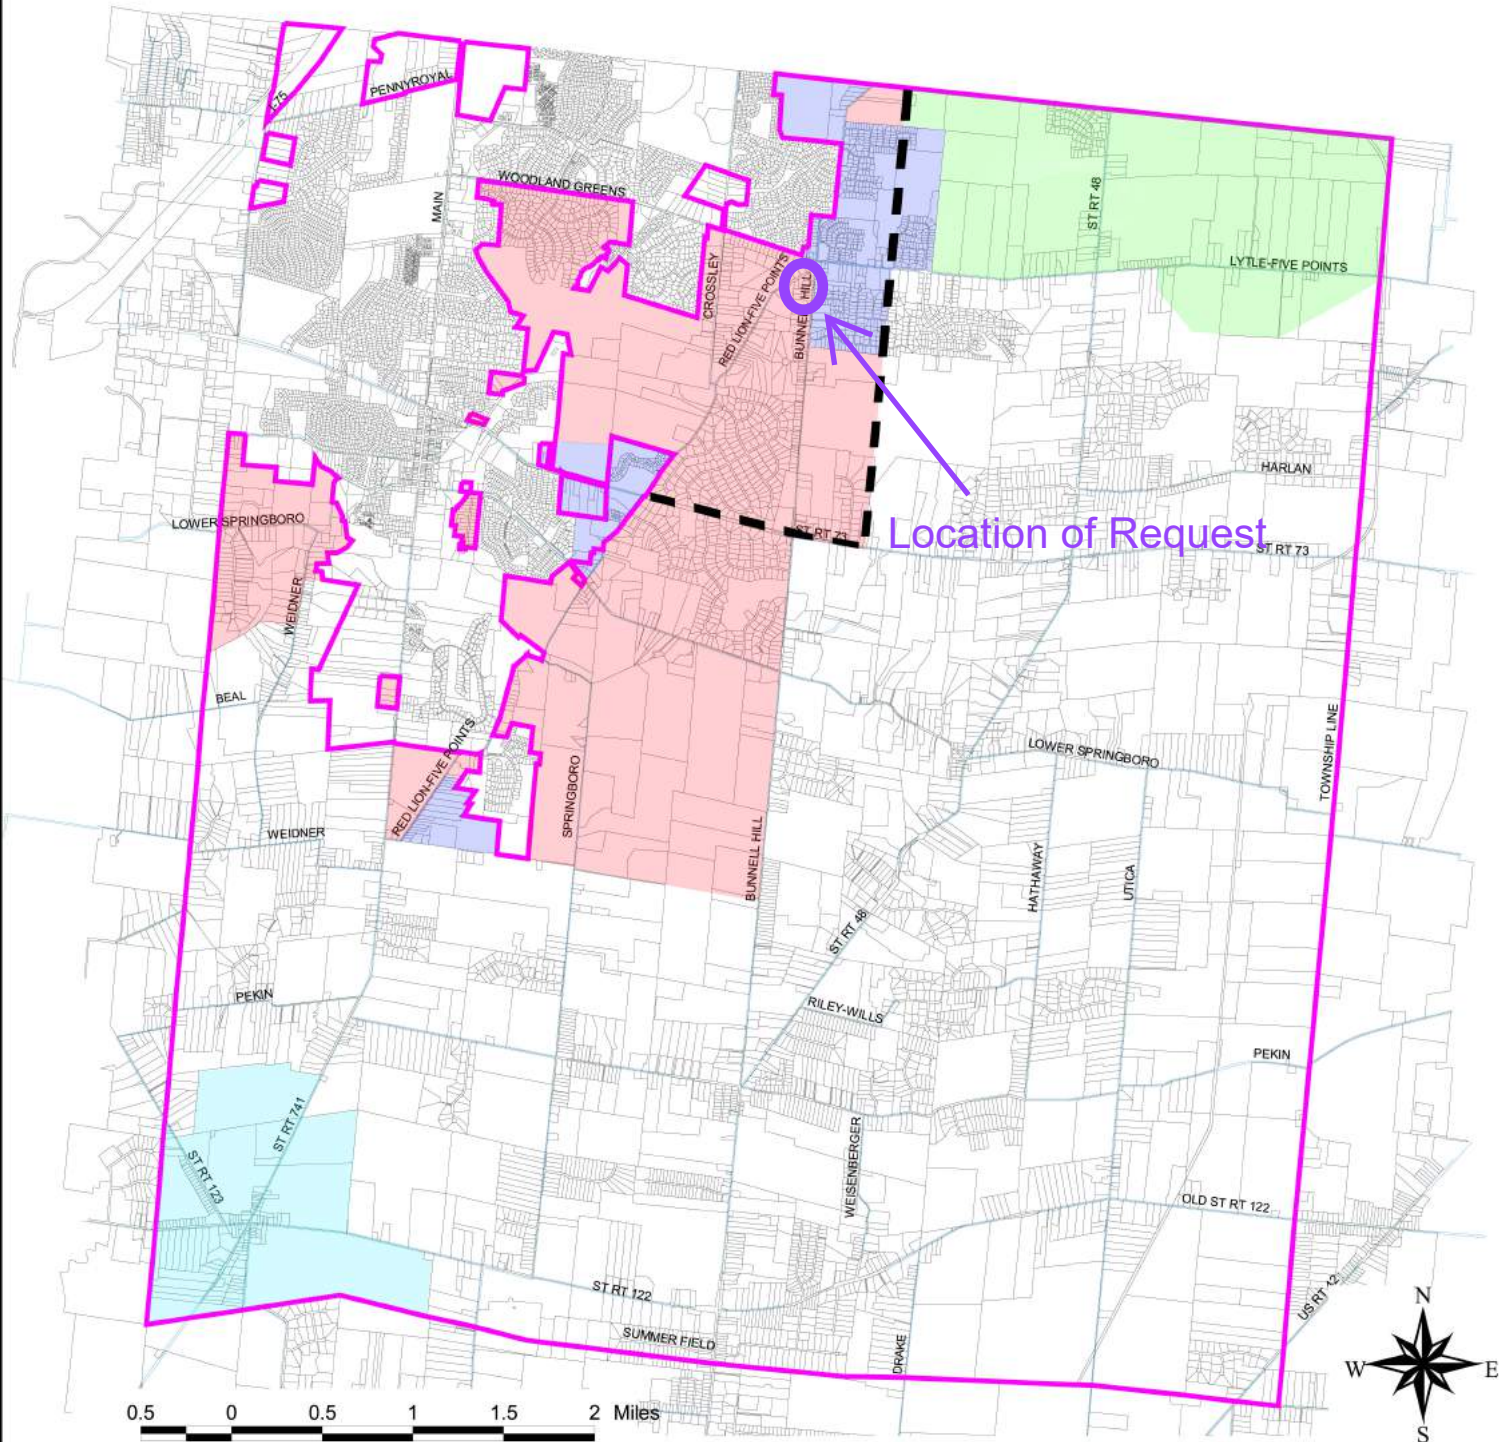 PENNYROYAL
I-75
WOODLAND GREENS
MAIN
ST RT 48
LYTLE-FIVE POINTS
CROSSLEY
RED LION-FIVE POINTS
BUNNELL HILL
HARLAN
LOWER SPRINGBORO
ST RT 73
Location of Request
ST RT 73
WEIDNER
BEAL
TOWNSHIP LINE
RED LION-FIVE POINTS
LOWER SPRINGBORO
SPRINGBORO
WEIDNER
BUNNELL HILL
HATHAWAY
UTICA
ST RT 48
PEKIN
RILEY-WILLS
PEKIN
ST RT 741
ST RT 123
WEISENBERGER
OLD ST RT 122
ST RT 122
US RT 42
SUMMER FIELD
DRAKE
N
W E
S
0.5 0 0.5 1 1.5 2 Miles